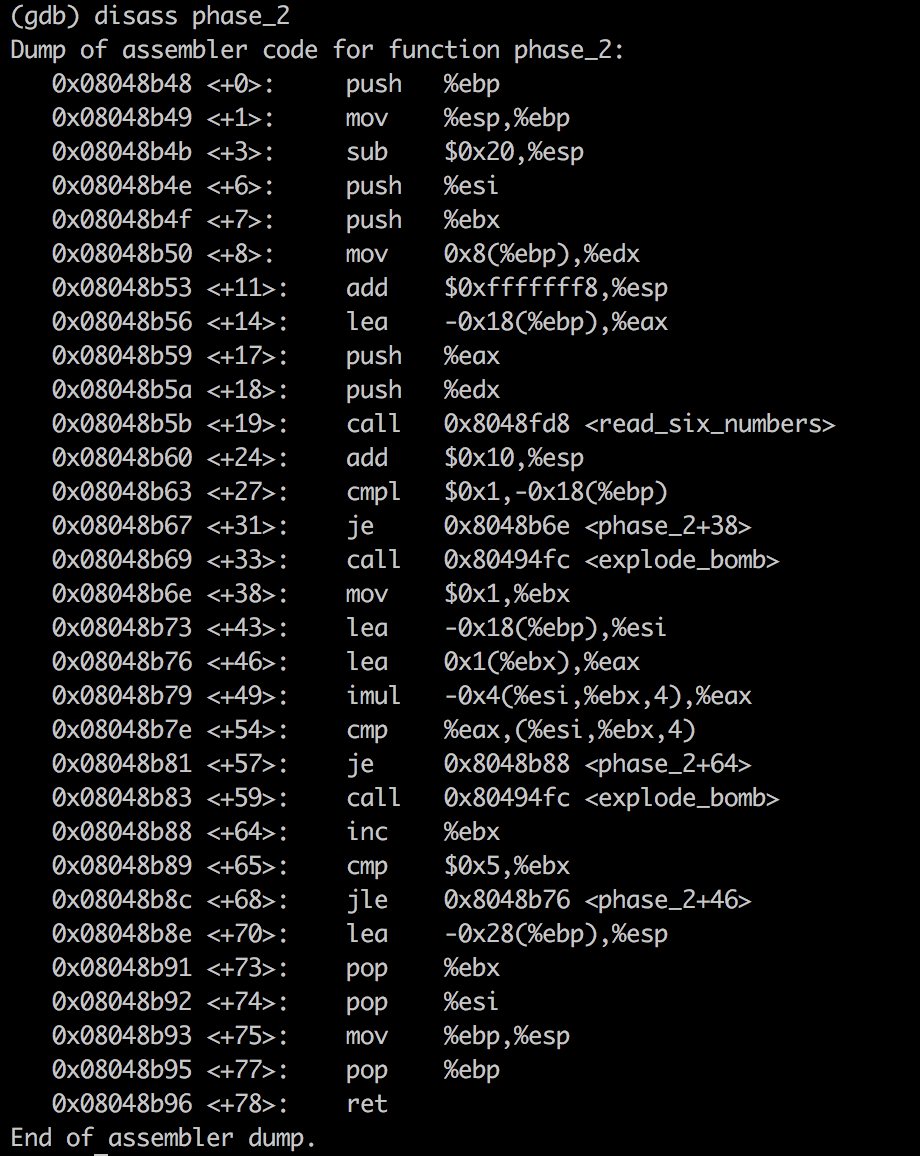 (gdb) disass phase_2
Dump of assembler code for function phase_2:
   0x08048b48 <+0>:     push   %ebp
   0x08048b49 <+1>:     mov    %esp,%ebp
   0x08048b4b <+3>:     sub    $0x20,%esp
   0x08048b4e <+6>:     push   %esi
   0x08048b4f <+7>:     push   %ebx
   0x08048b50 <+8>:     mov    0x8(%ebp),%edx
   0x08048b53 <+11>:    add    $0xfffffff8,%esp
   0x08048b56 <+14>:    lea    -0x18(%ebp),%eax
   0x08048b59 <+17>:    push   %eax
   0x08048b5a <+18>:    push   %edx
   0x08048b5b <+19>:    call   0x8048fd8 <read_six_numbers>
   0x08048b60 <+24>:    add    $0x10,%esp
   0x08048b63 <+27>:    cmpl   $0x1,-0x18(%ebp)
   0x08048b67 <+31>:    je     0x8048b6e <phase_2+38>
   0x08048b69 <+33>:    call   0x80494fc <explode_bomb>
   0x08048b6e <+38>:    mov    $0x1,%ebx
   0x08048b73 <+43>:    lea    -0x18(%ebp),%esi
   0x08048b76 <+46>:    lea    0x1(%ebx),%eax
   0x08048b79 <+49>:    imul   -0x4(%esi,%ebx,4),%eax
   0x08048b7e <+54>:    cmp    %eax,(%esi,%ebx,4)
   0x08048b81 <+57>:    je     0x8048b88 <phase_2+64>
   0x08048b83 <+59>:    call   0x80494fc <explode_bomb>
   0x08048b88 <+64>:    inc    %ebx
   0x08048b89 <+65>:    cmp    $0x5,%ebx
   0x08048b8c <+68>:    jle    0x8048b76 <phase_2+46>
   0x08048b8e <+70>:    lea    -0x28(%ebp),%esp
   0x08048b91 <+73>:    pop    %ebx
   0x08048b92 <+74>:    pop    %esi
   0x08048b93 <+75>:    mov    %ebp,%esp
   0x08048b95 <+77>:    pop    %ebp
   0x08048b96 <+78>:    ret
End of assembler dump.